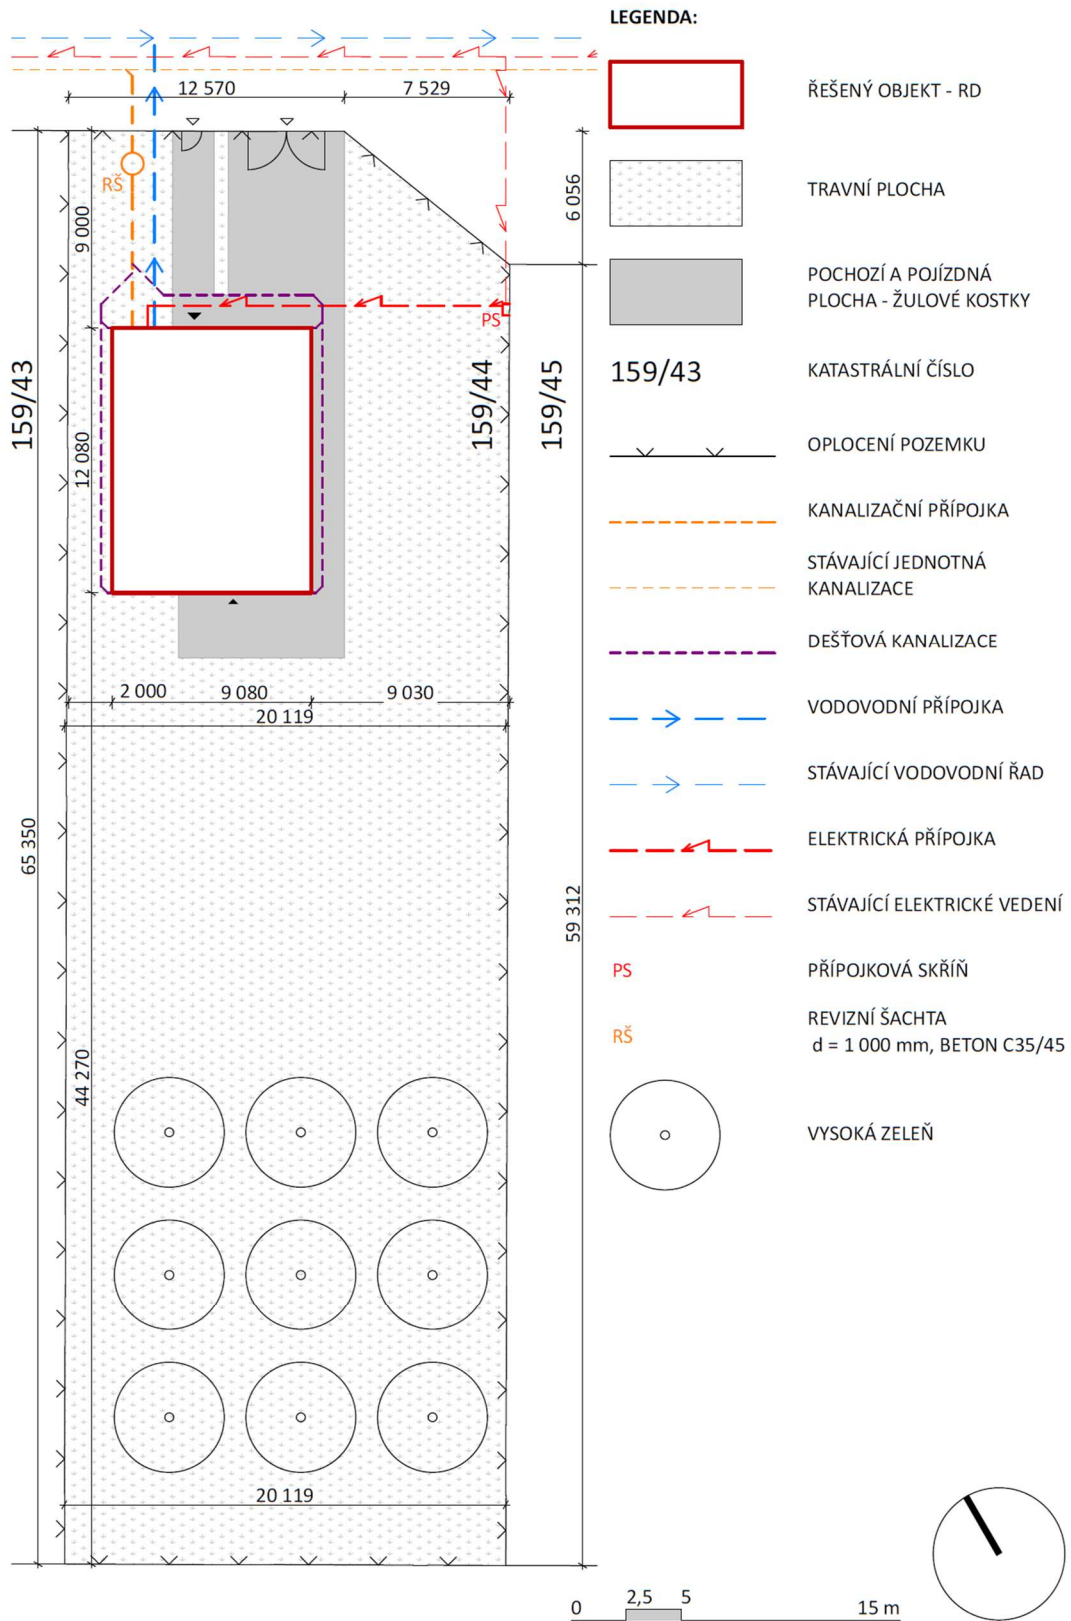 LEGENDA:
ŘEŠENÝ OBJEKT - RD
TRAVNÍ PLOCHA
POCHOZÍ A POJÍZDNÁ
PLOCHA - ŽULOVÉ KOSTKY
159/43
KATASTRÁLNÍ ČÍSLO
OPLOCENÍ POZEMKU
KANALIZAČNÍ PŘÍPOJKA
STÁVAJÍCÍ JEDNOTNÁ
KANALIZACE
DEŠŤOVÁ KANALIZACE
VODOVODNÍ PŘÍPOJKA
STÁVAJÍCÍ VODOVODNÍ ŘAD
ELEKTRICKÁ PŘÍPOJKA
STÁVAJÍCÍ ELEKTRICKÉ VEDENÍ
PS
PŘÍPOJKOVÁ SKŘÍŇ
RŠ
REVIZNÍ ŠACHTA
d = 1 000 mm, BETON C35/45
VYSOKÁ ZELEŇ
12 570
7 529
6 056
RŠ
9 000
PS
159/43
159/44
159/45
12 080
2 000
9 080
9 030
20 119
65 350
59 312
44 270
20 119
0
2,5
5
15 m